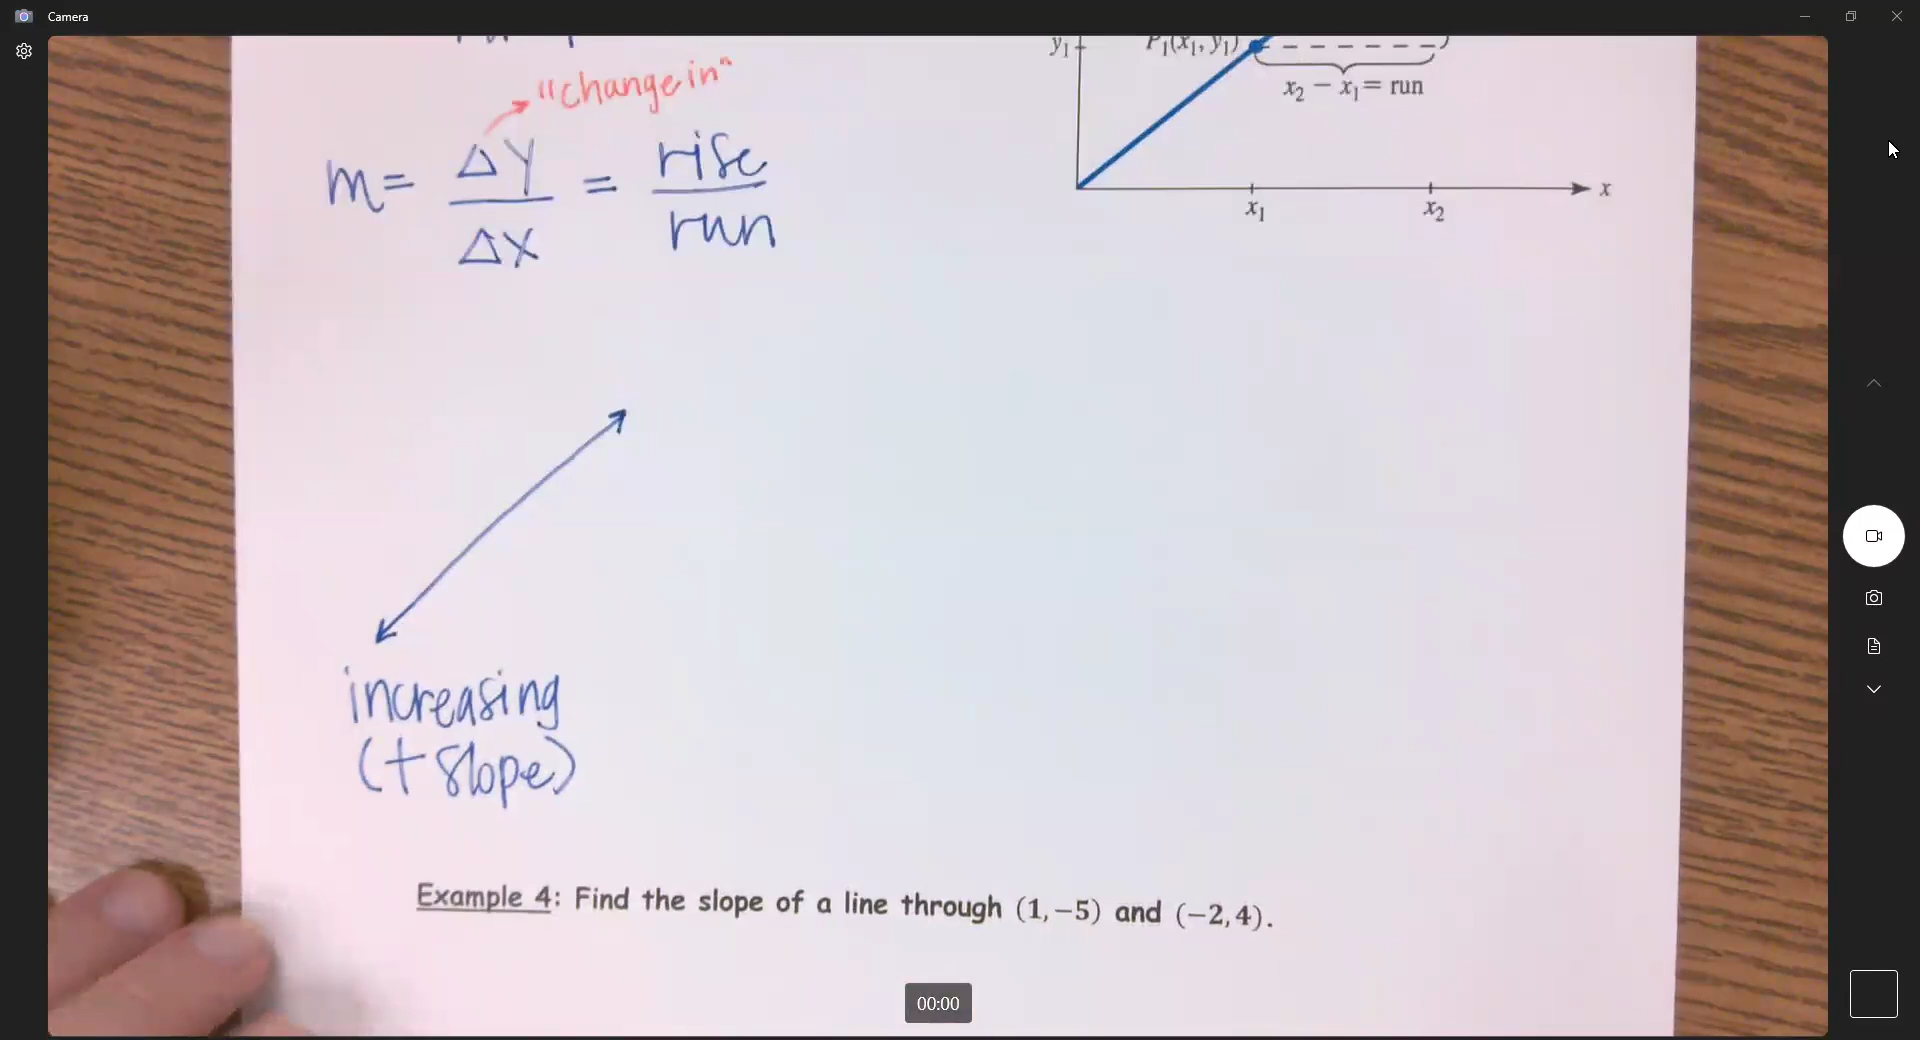 Camera
y₁
P₁(x₁, y₁)
x₂ − x₁ = run
"change in"
m = ΔY/ΔX = rise/run
x
x₁ x₂
increasing
(+ slope)
Example 4: Find the slope of a line through (1, −5) and (−2, 4).
00:00